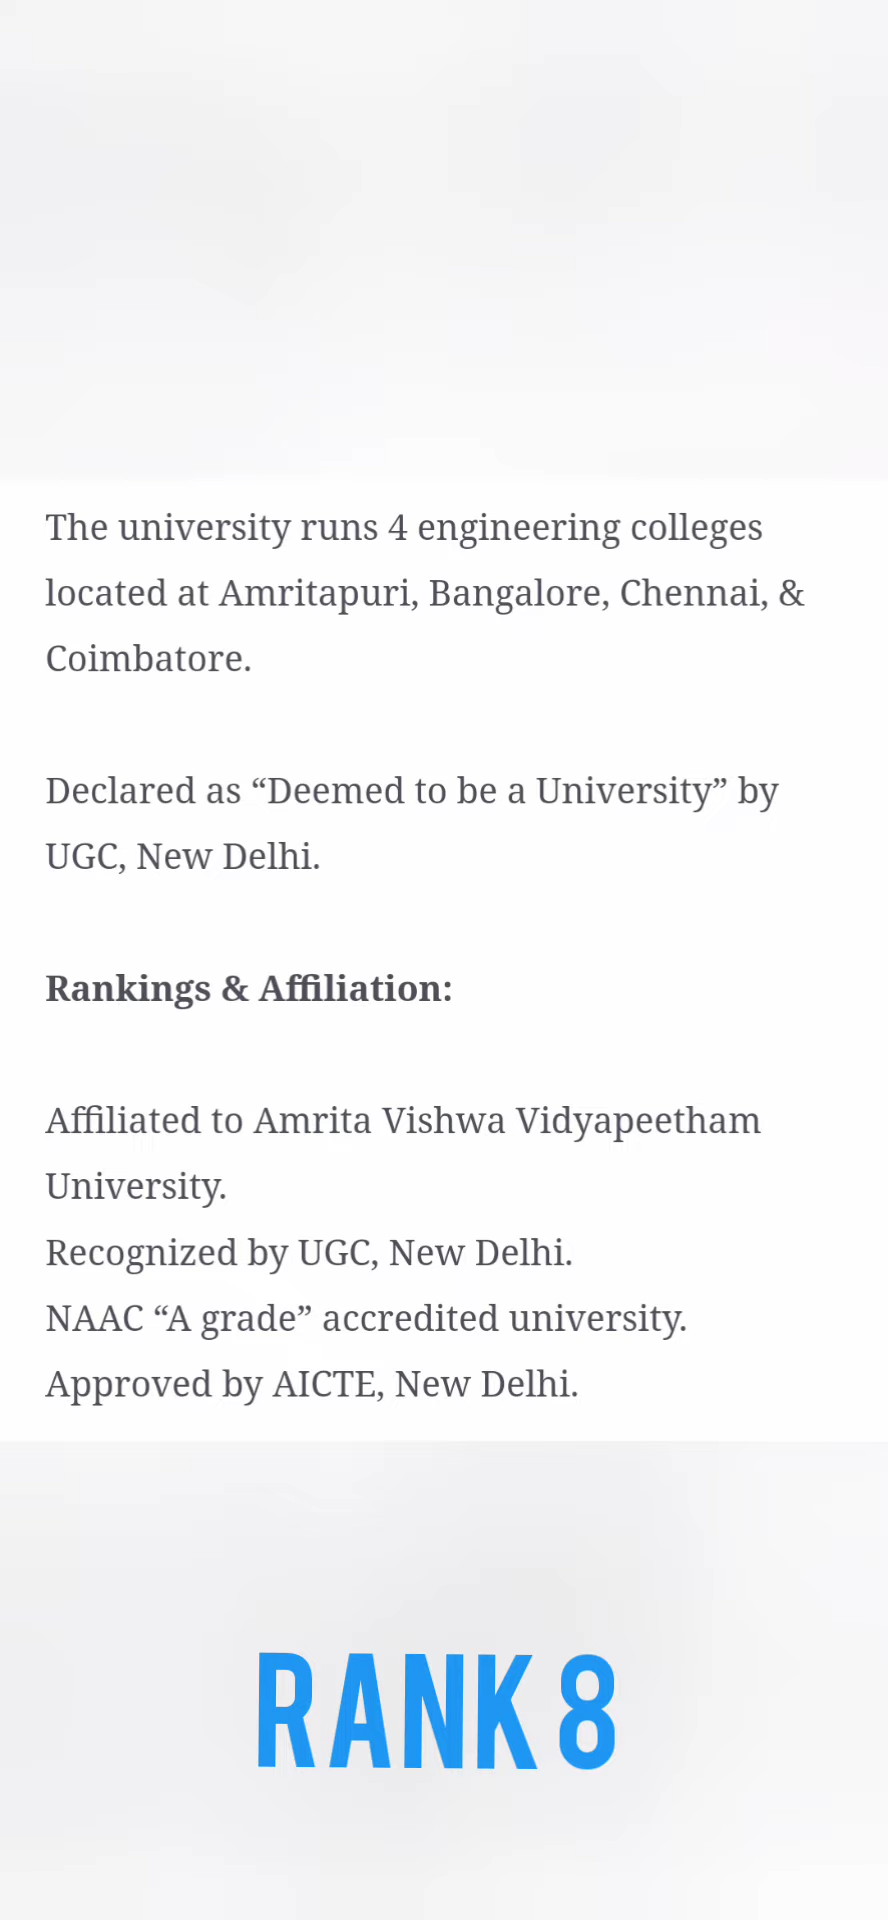 The university runs 4 engineering colleges
located at Amritapuri, Bangalore, Chennai, &
Coimbatore.
Declared as “Deemed to be a University” by
UGC, New Delhi.
Rankings & Affiliation:
Affiliated to Amrita Vishwa Vidyapeetham
University.
Recognized by UGC, New Delhi.
NAAC “A grade” accredited university.
Approved by AICTE, New Delhi.
RANK 8